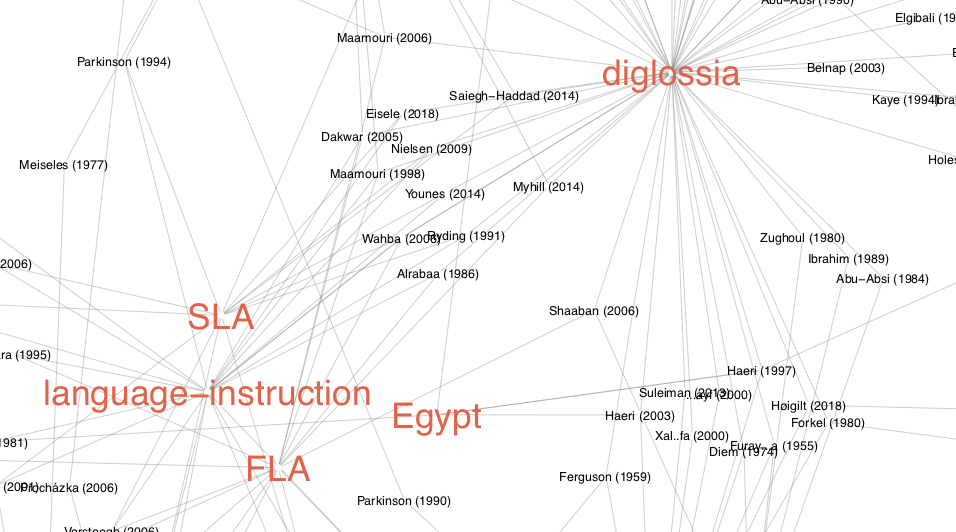 Abu−Absi (1990)
Elgibali (19
Maamouri (2006)
Parkinson (1994)
diglossia
Belnap (2003)
Saiegh−Haddad (2014)
Kaye (1994)
Ibra
Eisele (2018)
Dakwar (2005)
Nielsen (2009)
Meiseles (1977)
Holes
Maamouri (1998)
Myhill (2014)
Younes (2014)
Wahba (2006)
Ryding (1991)
Zughoul (1980)
Ibrahim (1989)
2006)
Alrabaa (1986)
Abu−Absi (1984)
Shaaban (2006)
SLA
ra (1995)
Haeri (1997)
language−instruction
Suleiman (2013)
(2000)
Høigilt (2018)
Egypt
Haeri (2003)
Forkel (1980)
1981)
Xal..fa (2000)
Furay..a (1955)
Diem (1974)
FLA
Ferguson (1959)
Procházka (2006)
Parkinson (1990)
Versteegh (2006)